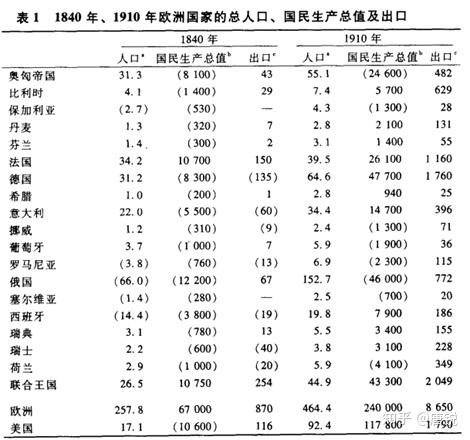 表 1 1840 年、1910 年欧洲国家的总人口、国民生产总值及出口
1840 年 1910 年
人口a 国民生产总值b 出口c 人口a 国民生产总值b 出口c
奥匈帝国 31.3 (8 100) 43 55.1 (24 600) 482
比利时 4.1 (1 400) 29 7.4 5 700 629
保加利亚 (2.7) (530) — 4.3 (1 300) 28
丹麦 1.3 (320) 7 2.8 2 100 131
芬兰 1.4 (300) 2 3.1 1 400 55
法国 34.2 10 700 150 39.5 26 100 1 160
德国 31.2 (8 300) (135) 64.6 47 700 1 760
希腊 1.0 (200) 1 2.8 940 25
意大利 22.0 (5 500) (60) 34.4 14 700 396
挪威 1.2 (310) (9) 2.4 (1 300) 71
葡萄牙 3.7 (1 000) 7 5.9 (1 900) 36
罗马尼亚 (3.8) (760) (13) 6.9 (2 300) 115
俄国 (66.0) (12 200) 67 152.7 (46 000) 772
塞尔维亚 (1.4) (280) — 2.5 (700) 20
西班牙 (14.4) (3 800) (19) 19.8 7 900 186
瑞典 3.1 (780) 13 5.5 3 400 155
瑞士 2.2 (600) (40) 3.8 3 100 228
荷兰 2.9 (1 000) (20) 5.9 (4 100) 349
联合王国 26.5 10 750 254 44.9 43 300 2 049
欧洲 257.8 67 000 870 464.4 240 000 8 650
美国 17.1 (10 600) 116 92.4 117 800 1 790